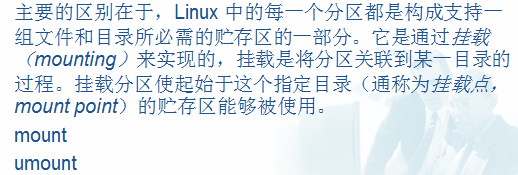 主要的区别在于，Linux 中的每一个分区都是构成支持一
组文件和目录所必需的贮存区的一部分。它是通过挂载
（mounting）来实现的，挂载是将分区关联到某一目录的
过程。挂载分区使起始于这个指定目录（通称为挂载点，
mount point）的贮存区能够被使用。
mount
umount